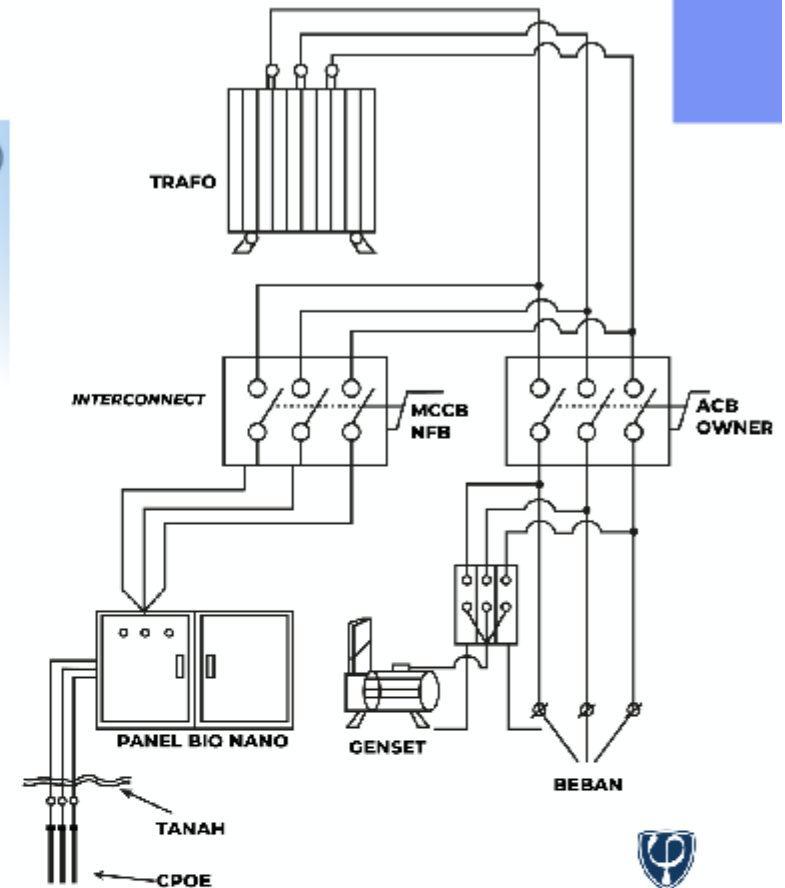 TRAFO
INTERCONNECT
MCCB
NFB
ACB
OWNER
PANEL BIO NANO
GENSET
BEBAN
TANAH
CPOE